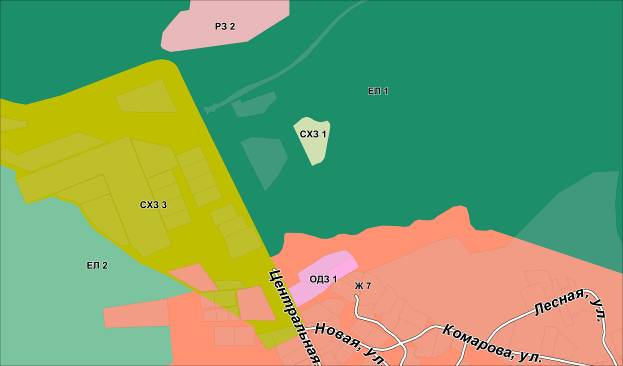 РЗ 2
ЕЛ 1
СХЗ 1
СХЗ 3
ЕЛ 2
ОДЗ 1
Ж 7
Центральная
Новая, ул.
Комарова, ул.
Лесная, ул.